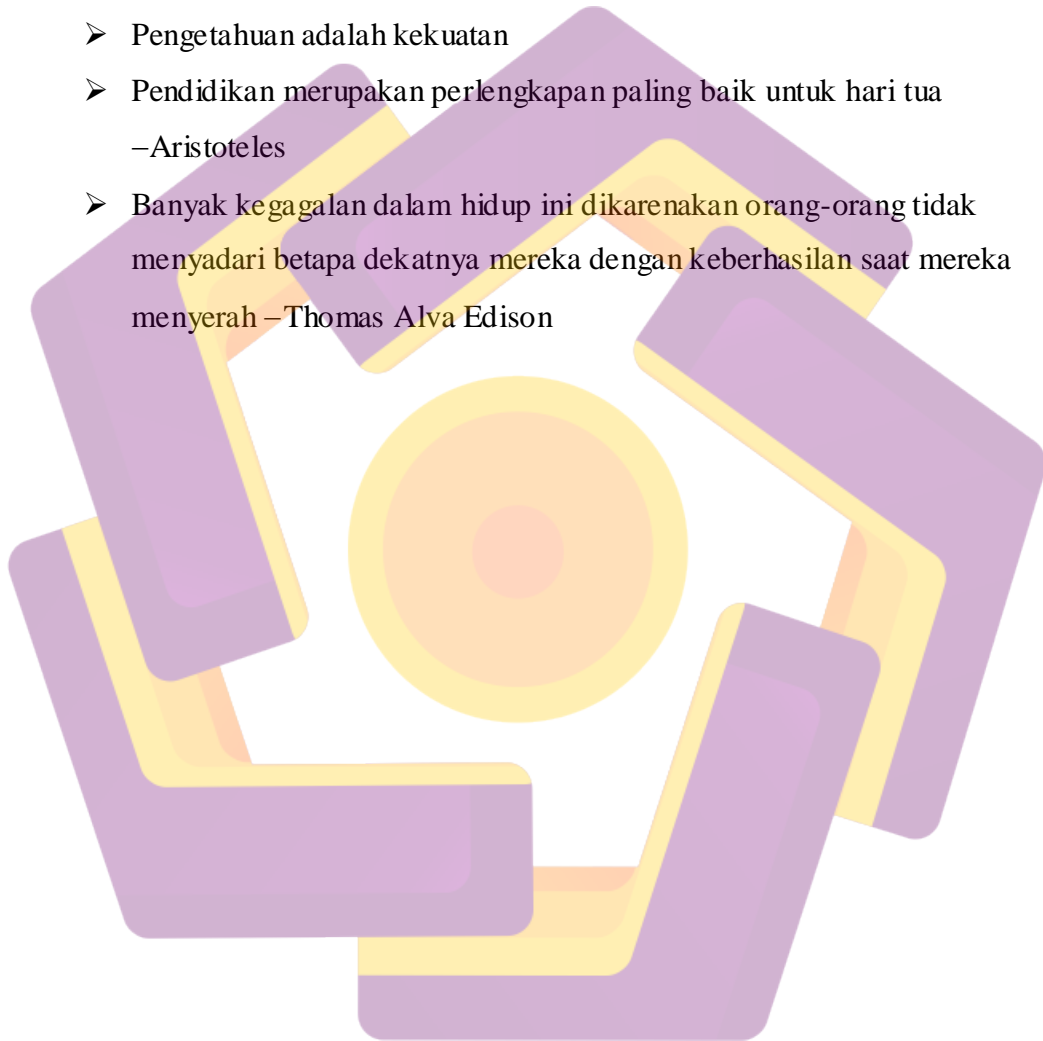 ➢ Pengetahuan adalah kekuatan
➢ Pendidikan merupakan perlengkapan paling baik untuk hari tua
–Aristoteles
➢ Banyak kegagalan dalam hidup ini dikarenakan orang-orang tidak
menyadari betapa dekatnya mereka dengan keberhasilan saat mereka
menyerah –Thomas Alva Edison